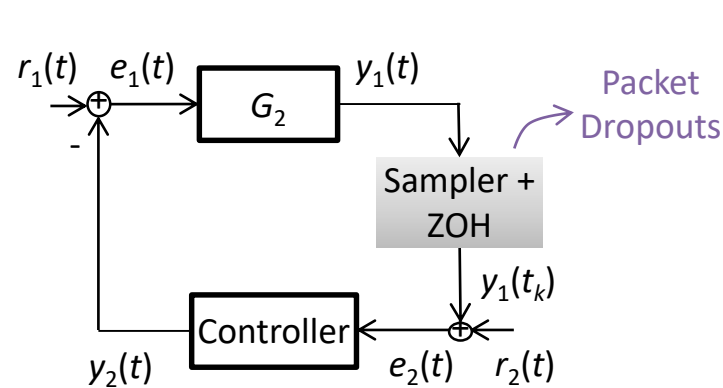 r₁(t)
e₁(t)
G₂
y₁(t)
Packet
Dropouts
+
-
Sampler +
ZOH
y₁(tₖ)
Controller
+
y₂(t)
e₂(t)
r₂(t)